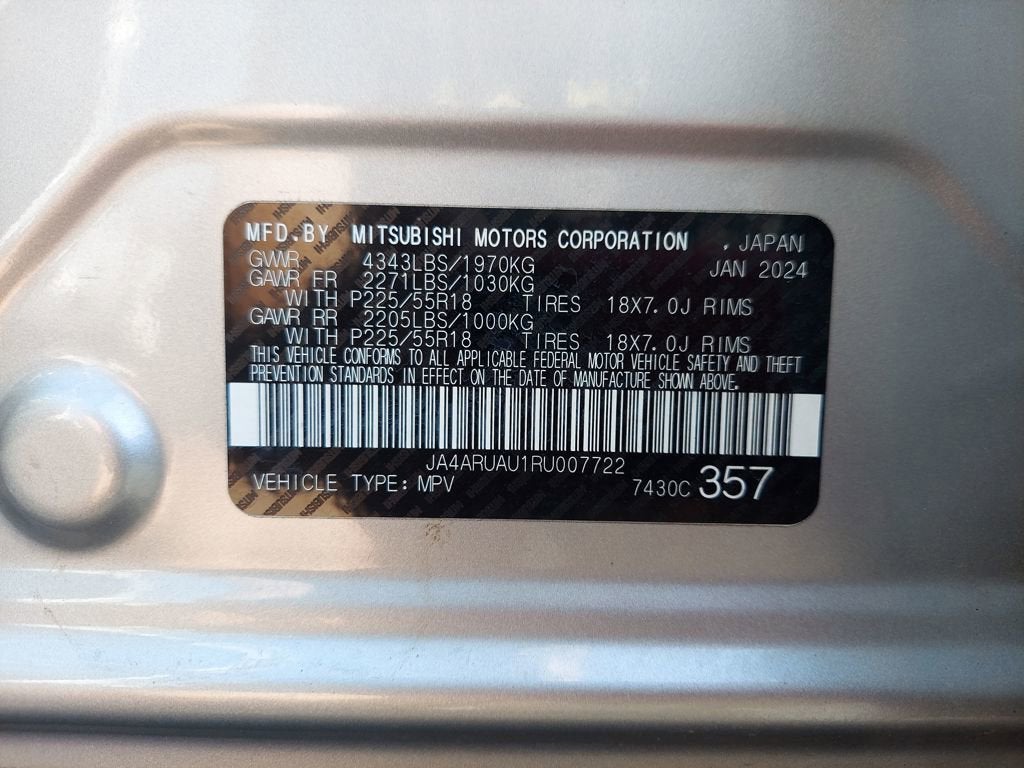 MFD.BY MITSUBISHI MOTORS CORPORATION . JAPAN
GVWR 4343LBS/1970KG JAN 2024
GAWR FR 2271LBS/1030KG
WITH P225/55R18 TIRES 18X7.0J RIMS
GAWR RR 2205LBS/1000KG
WITH P225/55R18 TIRES 18X7.0J RIMS
THIS VEHICLE CONFORMS TO ALL APPLICABLE FEDERAL MOTOR VEHICLE SAFETY AND THEFT
PREVENTION STANDARDS IN EFFECT ON THE DATE OF MANUFACTURE SHOWN ABOVE.
JA4ARUAU1RU007722
VEHICLE TYPE: MPV 7430C 357